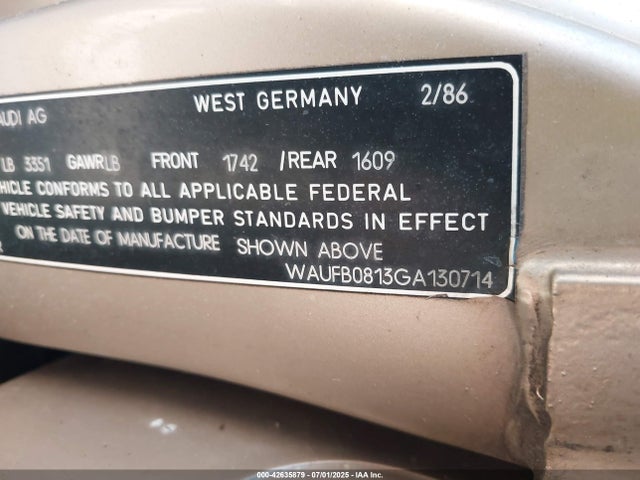 AUDI AG WEST GERMANY 2/86
LB 3351 GAWRLB FRONT 1742 /REAR 1609
HICLE CONFORMS TO ALL APPLICABLE FEDERAL
VEHICLE SAFETY AND BUMPER STANDARDS IN EFFECT
ON THE DATE OF MANUFACTURE SHOWN ABOVE
WAUFB0813GA130714
000-42635879 | 07/01/2025 | IAA Inc.